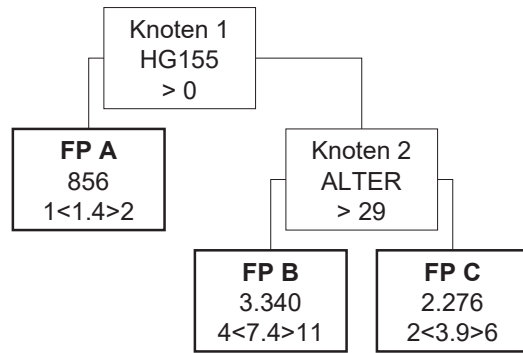 Knoten 1
HG155
> 0
FP A
856
1<1.4>2
Knoten 2
ALTER
> 29
FP B
3.340
4<7.4>11
FP C
2.276
2<3.9>6